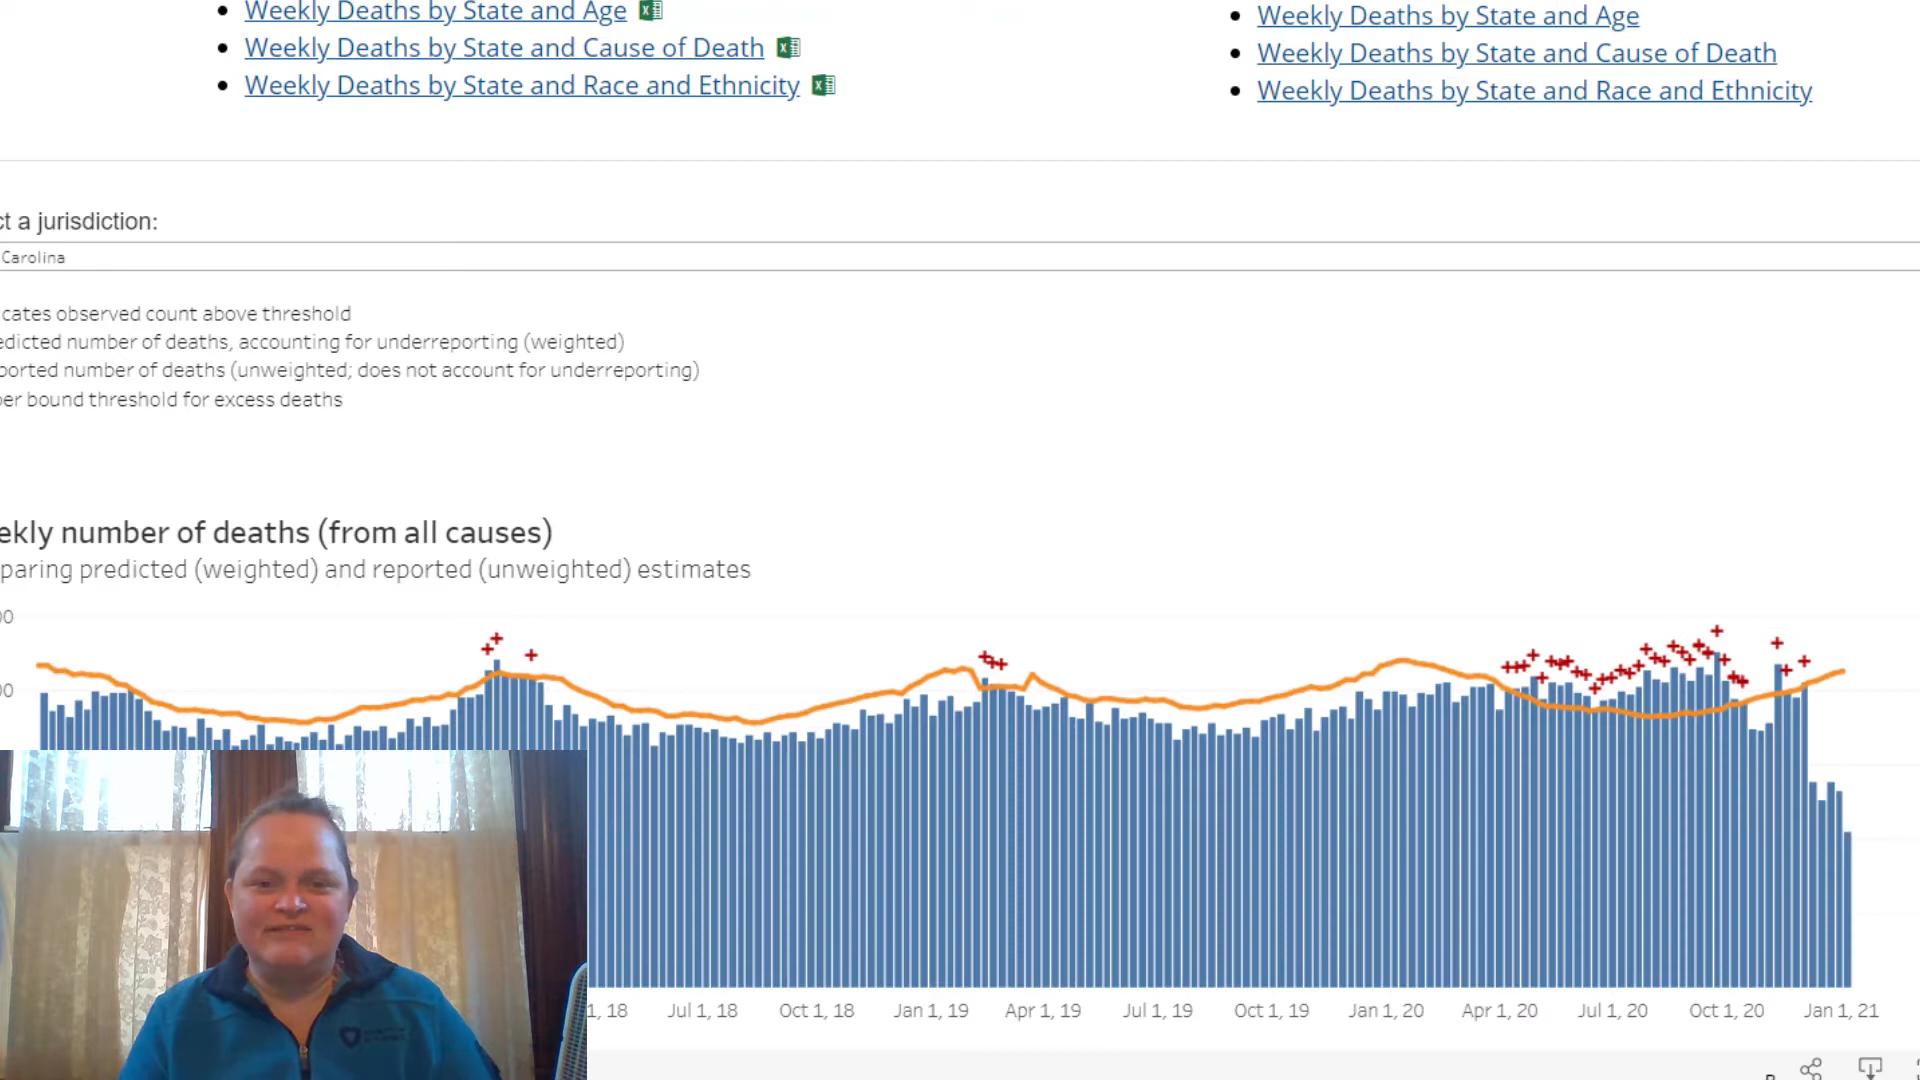 Weekly Deaths by State and Age
Weekly Deaths by State and Cause of Death
Weekly Deaths by State and Race and Ethnicity
Weekly Deaths by State and Age
Weekly Deaths by State and Cause of Death
Weekly Deaths by State and Race and Ethnicity
ct a jurisdiction:
Carolina
cates observed count above threshold
edicted number of deaths, accounting for underreporting (weighted)
ported number of deaths (unweighted; does not account for underreporting)
per bound threshold for excess deaths
ekly number of deaths (from all causes)
paring predicted (weighted) and reported (unweighted) estimates
00
00
1, 18 Jul 1, 18 Oct 1, 18 Jan 1, 19 Apr 1, 19 Jul 1, 19 Oct 1, 19 Jan 1, 20 Apr 1, 20 Jul 1, 20 Oct 1, 20 Jan 1, 21